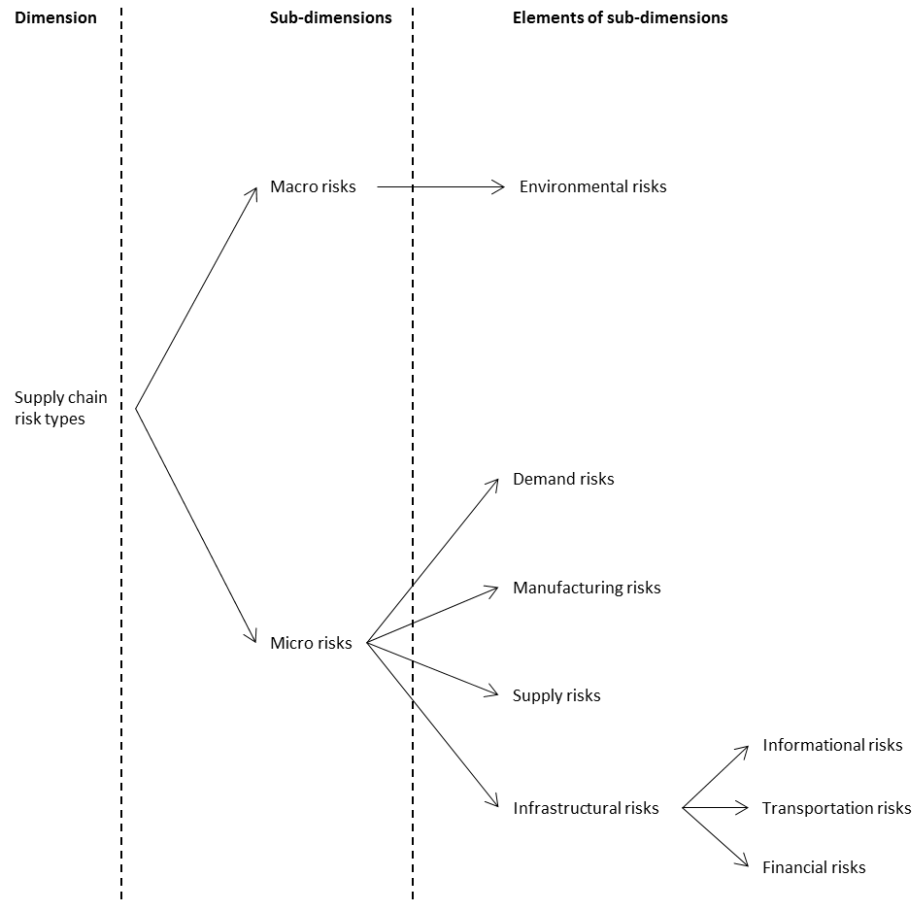 Dimension
Sub-dimensions
Elements of sub-dimensions
Macro risks
Environmental risks
Supply chain
risk types
Demand risks
Manufacturing risks
Micro risks
Supply risks
Informational risks
Infrastructural risks
Transportation risks
Financial risks